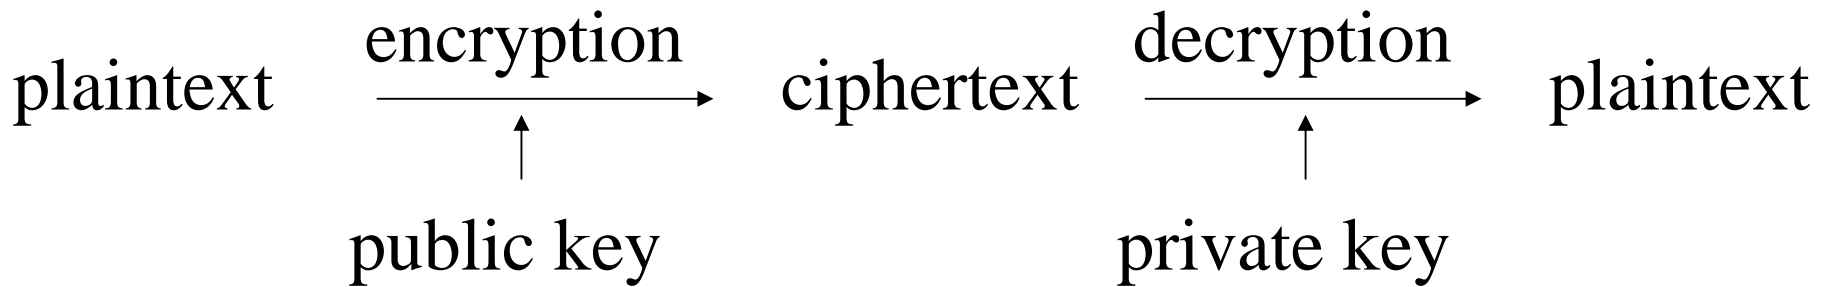 encryption decryption
plaintext ciphertext plaintext
public key private key